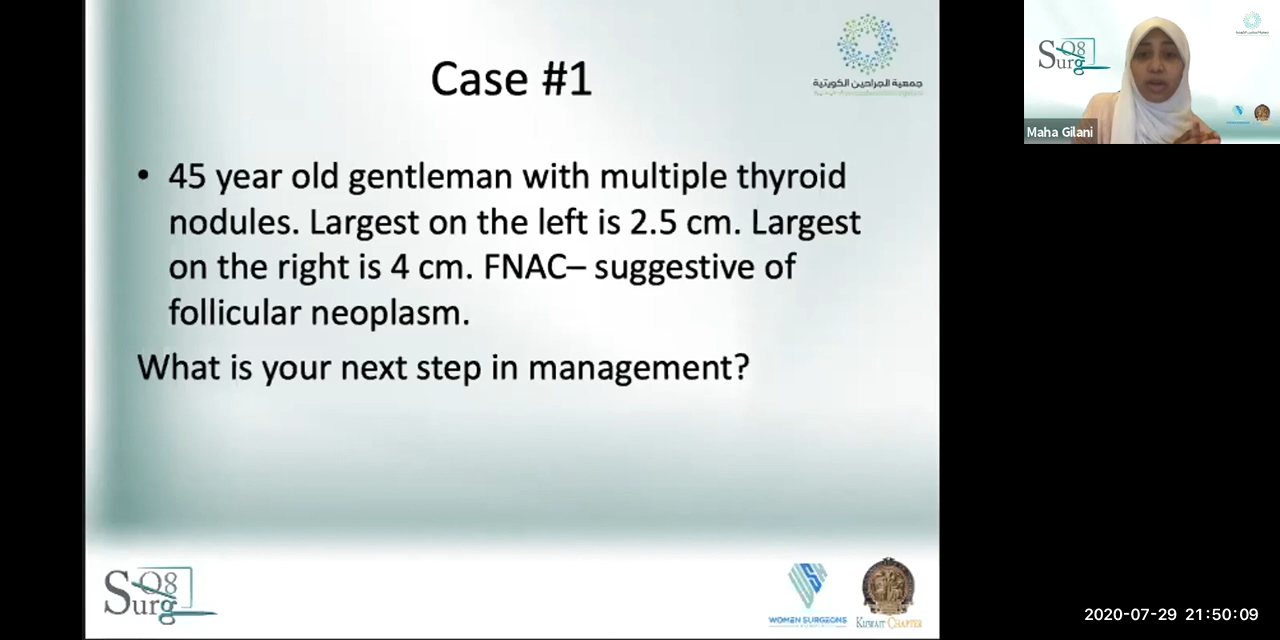 Case #1
جمعية الجراحين الكويتية
• 45 year old gentleman with multiple thyroid
nodules. Largest on the left is 2.5 cm. Largest
on the right is 4 cm. FNAC– suggestive of
follicular neoplasm.
What is your next step in management?
SurgQ8
WOMEN SURGEONS
KUWAIT CHAPTER
SurgQ8
Maha Gilani
2020-07-29 21:50:09